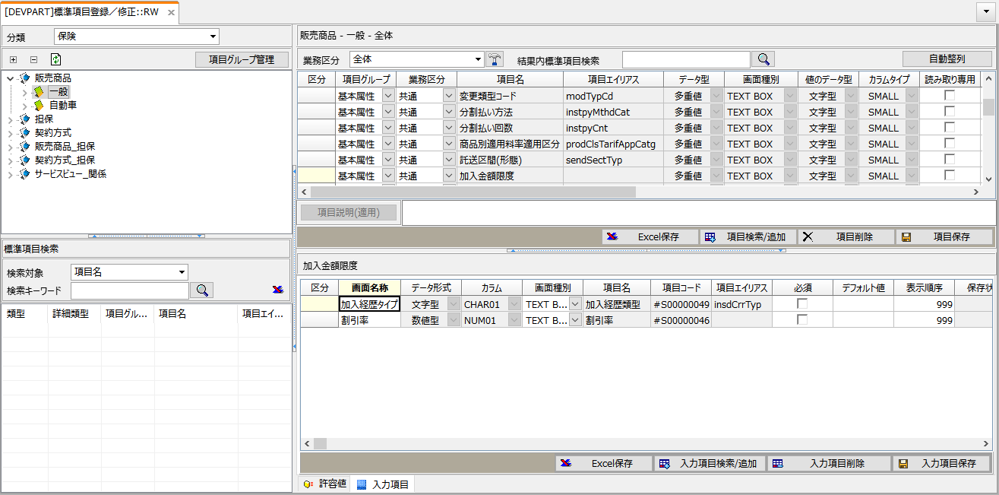 [DEVPART]標準項目登録／修正::RW
分類 保険
項目グループ管理
販売商品
一般
自動車
担保
契約方式
販売商品_担保
契約方式_担保
サービスビュー_関係
標準項目検索
検索対象 項目名
検索キーワード
類型 詳細類型 項目グル... 項目名 項目エイ...
販売商品 - 一般 - 全体
業務区分 全体 結果内標準項目検索 自動整列
区分 項目グループ 業務区分 項目名 項目エイリアス データ型 画面種別 値のデータ型 カラムタイプ 読み取り専用
基本属性 共通 変更類型コード modTypCd 多重値 TEXT BOX 文字型 SMALL
基本属性 共通 分割払い方法 instpyMthdCat 多重値 TEXT BOX 文字型 SMALL
基本属性 共通 分割払い回数 instpyCnt 多重値 TEXT BOX 文字型 SMALL
基本属性 共通 商品別適用料率適用区分 prodClsTarifAppCatg 多重値 TEXT BOX 文字型 SMALL
基本属性 共通 託送区間(形態) sendSectTyp 多重値 TEXT BOX 文字型 SMALL
基本属性 共通 加入金額限度 多重値 TEXT BOX 文字型 SMALL
項目説明(適用)
Excel保存 項目検索/追加 項目削除 項目保存
加入金額限度
区分 画面名称 データ形式 カラム 画面種別 項目名 項目コード 項目エイリアス 必須 デフォルト値 表示順序 保存状
加入経歴タイプ 文字型 CHAR01 TEXT B... 加入経歴類型 #S00000049 insdCrrTyp 999
割引率 数値型 NUM01 TEXT B... 割引率 #S00000046 999
Excel保存 入力項目検索/追加 入力項目削除 入力項目保存
許容値 入力項目